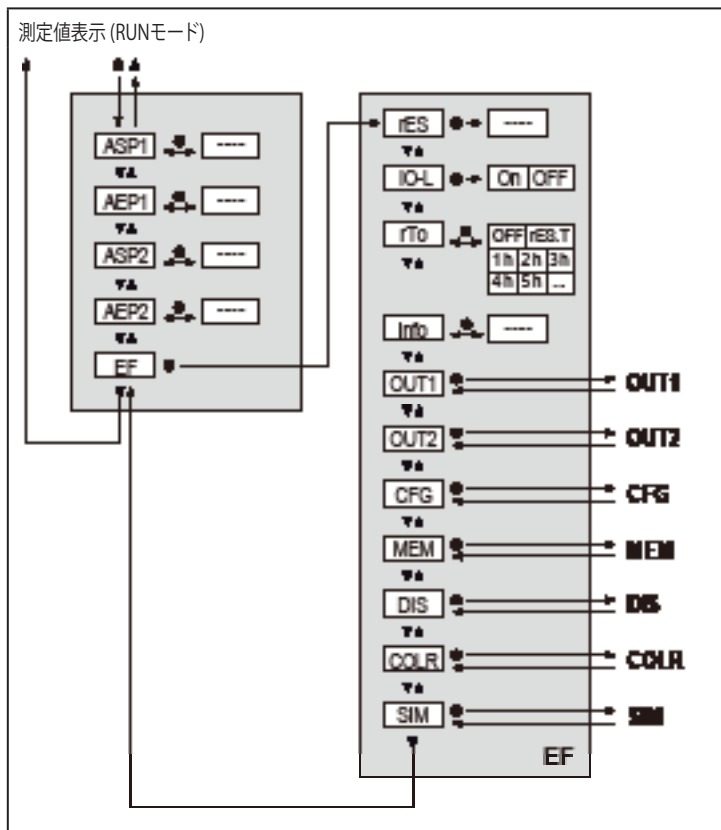 測定値表示 (RUNモード)
ASP1 ----
AEP1 ----
ASP2 ----
AEP2 ----
EF
rES ----
IO-L On OFF
rTo OFF rES.T
1h 2h 3h
4h 5h ...
Info ----
OUT1 OUT1
OUT2 OUT2
CFG CFG
MEM MEM
DIS DIS
COLR COLR
SIM SIM
EF